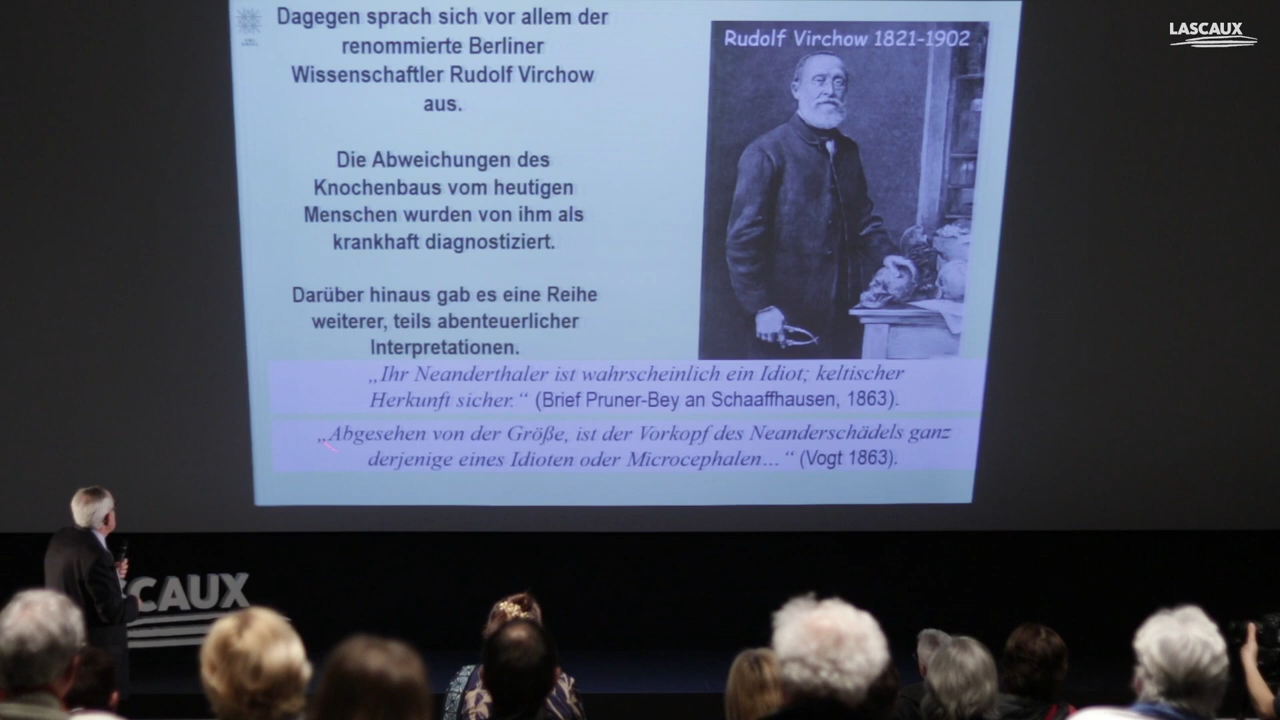 LASCAUX
Dagegen sprach sich vor allem der
renommierte Berliner
Wissenschaftler Rudolf Virchow
aus.
Die Abweichungen des
Knochenbaus vom heutigen
Menschen wurden von ihm als
krankhaft diagnostiziert.
Darüber hinaus gab es eine Reihe
weiterer, teils abenteuerlicher
Interpretationen.
Rudolf Virchow 1821-1902
„Ihr Neanderthaler ist wahrscheinlich ein Idiot; keltischer
Herkunft sicher.“ (Brief Pruner-Bey an Schaaffhausen, 1863).
„Abgesehen von der Größe, ist der Vorkopf des Neanderschädels ganz
derjenige eines Idioten oder Microcephalen...“ (Vogt 1863).
SCAUX